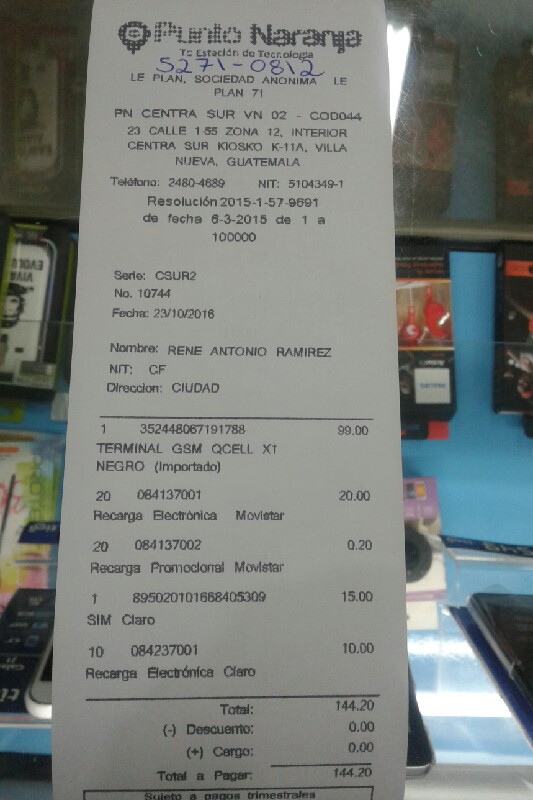 Punto Naranja
Tu Estación de Tecnología
5271-0812
LE PLAN, SOCIEDAD ANONIMA LE
PLAN 71
PN CENTRA SUR VN 02 - COD044
23 CALLE 1-55 ZONA 12, INTERIOR
CENTRA SUR KIOSKO K-11A, VILLA
NUEVA, GUATEMALA
Teléfono: 2480-4689 NIT: 5104349-1
Resolución 2015-1-57-9691
de fecha 6-3-2015 de 1 a
100000
Serie: CSUR2
No. 10744
Fecha: 23/10/2016
Nombre: RENE ANTONIO RAMIREZ
NIT: CF
Direccion: CIUDAD
1 352448067191788 99.00
TERMINAL GSM QCELL X1
NEGRO (Importado)
20 084137001 20.00
Recarga Electrónica Movistar
20 084137002 0.20
Recarga Promocional Movistar
1 895020101668405309 15.00
SIM Claro
10 084237001 10.00
Recarga Electrónica Claro
Total: 144.20
(-) Descuento: 0.00
(+) Cargo: 0.00
Total a Pagar: 144.20
Sujeto a pagos trimestrales